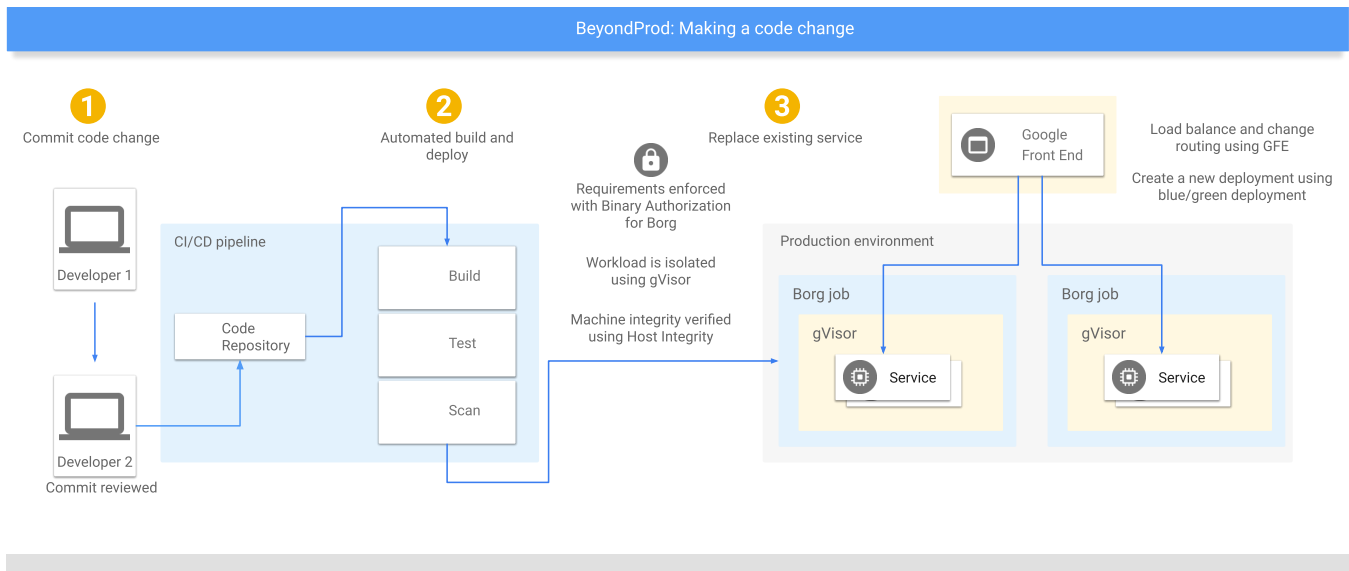 BeyondProd: Making a code change
1
Commit code change
2
Automated build and
deploy
3
Replace existing service
Google
Front End
Load balance and change
routing using GFE
Create a new deployment using
blue/green deployment
Requirements enforced
with Binary Authorization
for Borg
Workload is isolated
using gVisor
Machine integrity verified
using Host Integrity
Developer 1
Developer 2
Commit reviewed
CI/CD pipeline
Code
Repository
Build
Test
Scan
Production environment
Borg job
gVisor
Service
Borg job
gVisor
Service